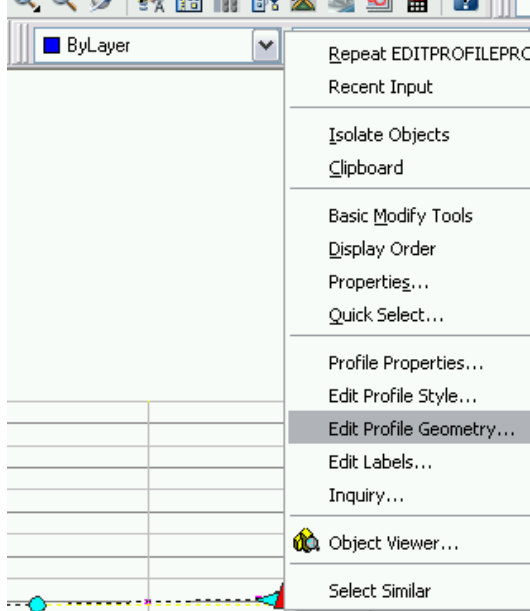 ByLayer
Repeat EDITPROFILEPRO
Recent Input
Isolate Objects
Clipboard
Basic Modify Tools
Display Order
Properties...
Quick Select...
Profile Properties...
Edit Profile Style...
Edit Profile Geometry...
Edit Labels...
Inquiry...
Object Viewer...
Select Similar